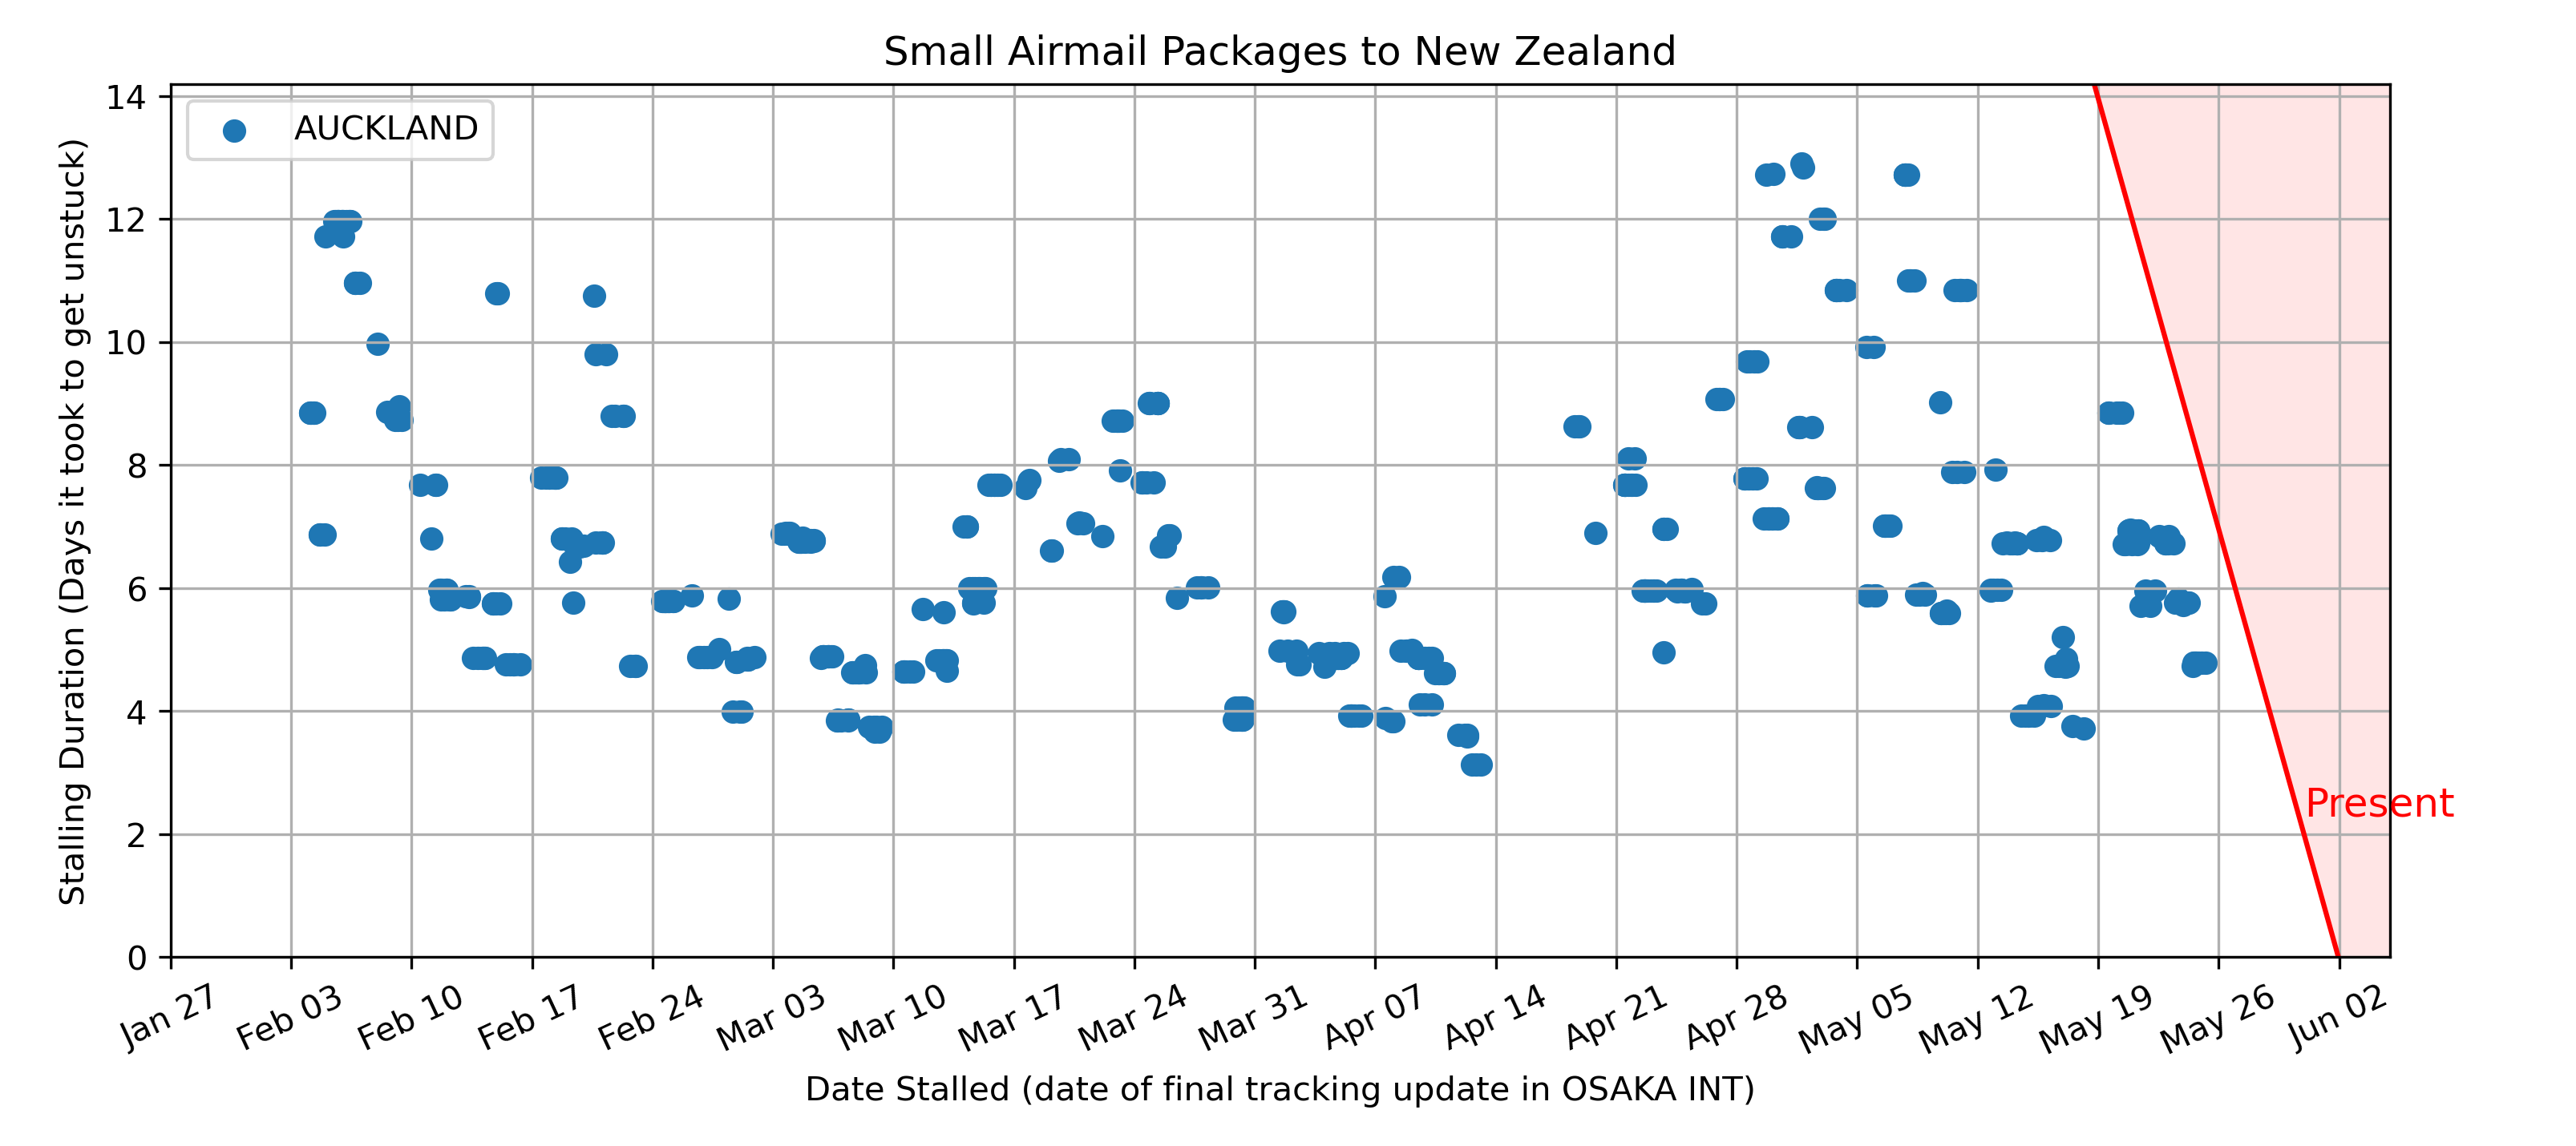 Small Airmail Packages to New Zealand
AUCKLAND
14
12
10
8
6
4
2
0
Stalling Duration (Days it took to get unstuck)
Present
Jan 27
Feb 03
Feb 10
Feb 17
Feb 24
Mar 03
Mar 10
Mar 17
Mar 24
Mar 31
Apr 07
Apr 14
Apr 21
Apr 28
May 05
May 12
May 19
May 26
Jun 02
Date Stalled (date of final tracking update in OSAKA INT)